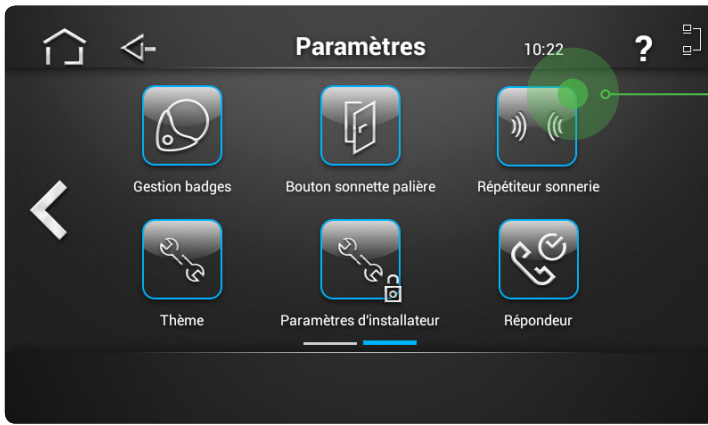 Paramètres 10:22 ?
Gestion badges Bouton sonnette palière Répétiteur sonnerie
Thème Paramètres d'installateur Répondeur